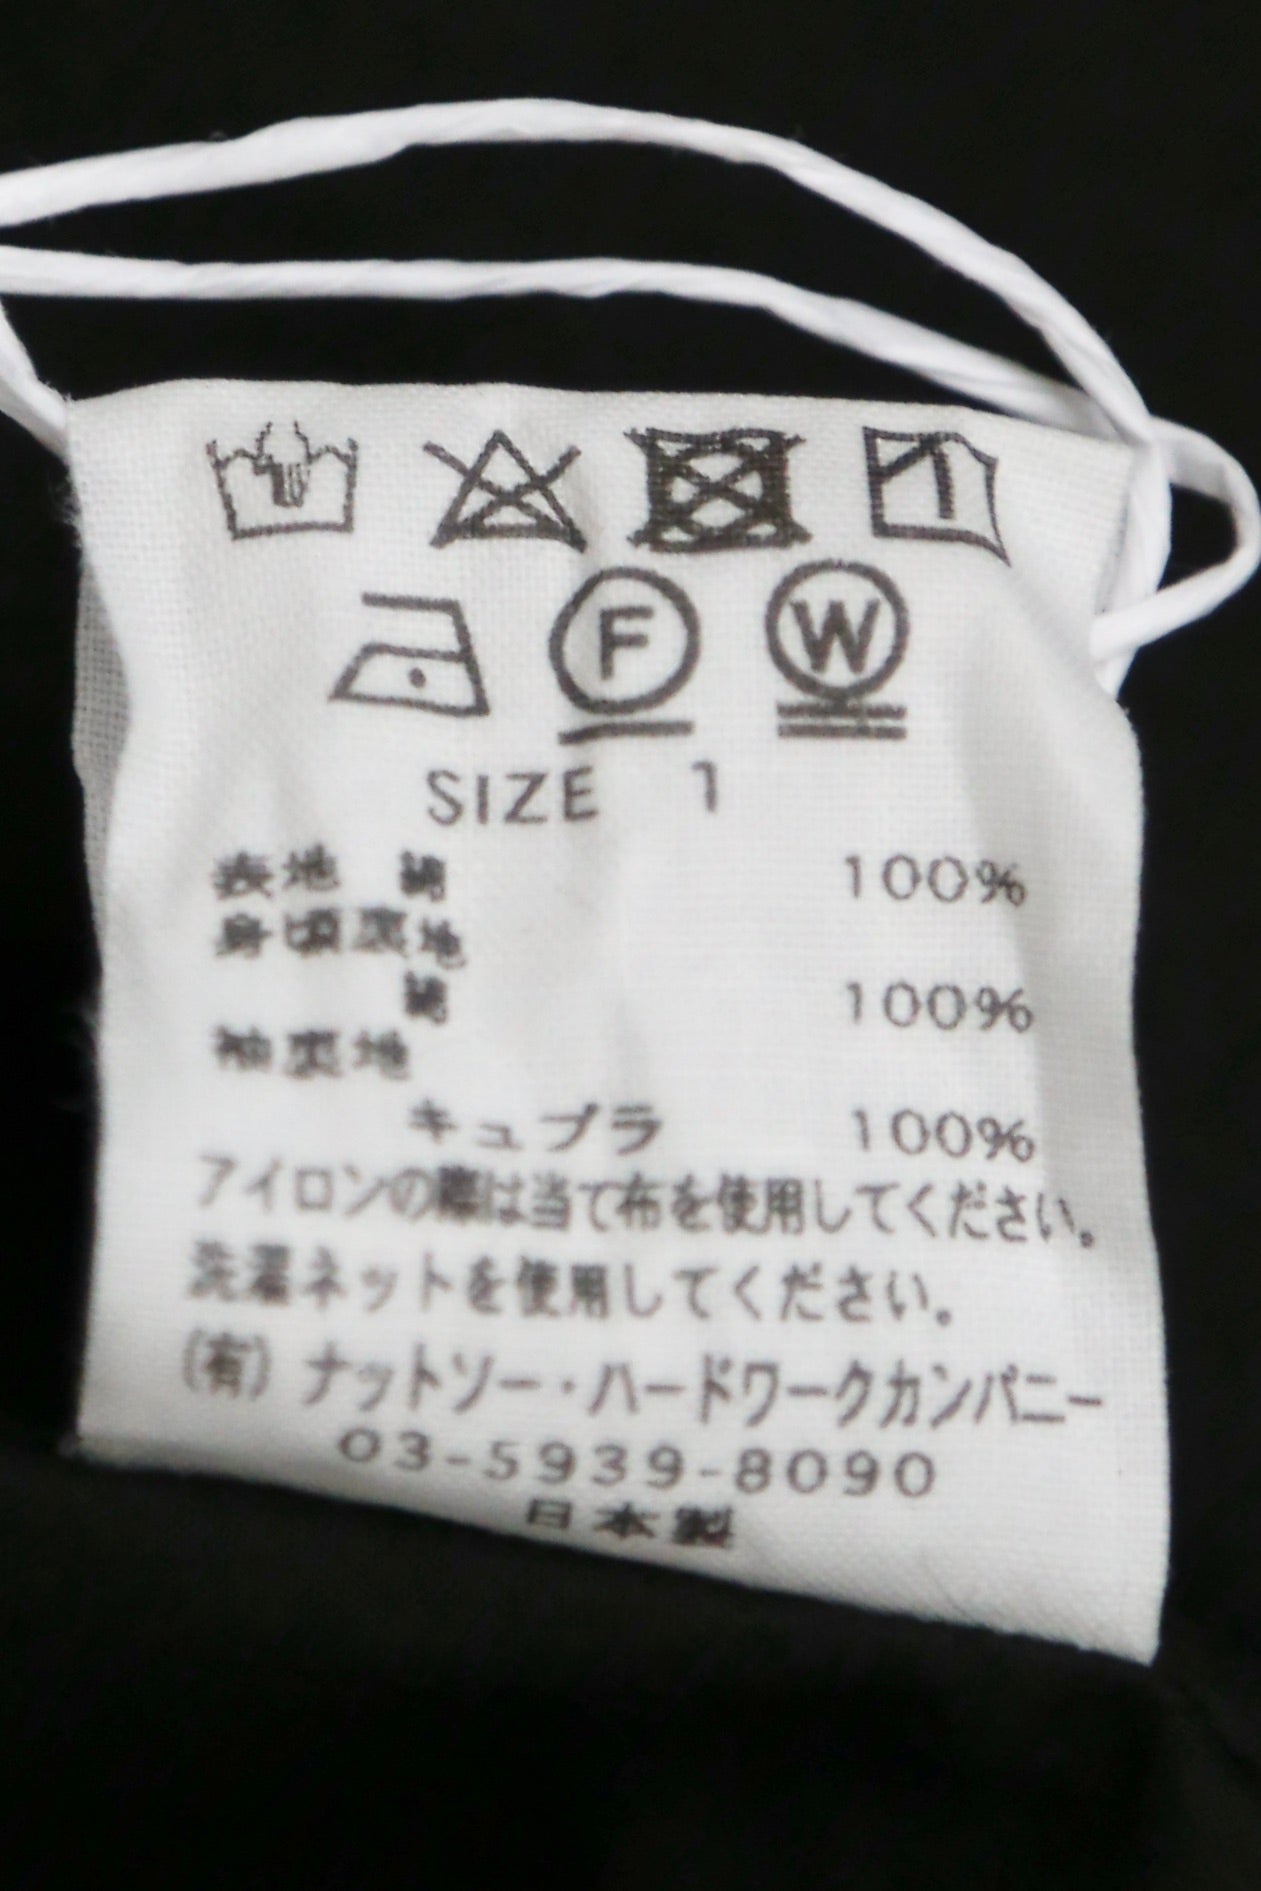 F W
SIZE 1
表地 綿 100%
身頃裏地
綿 100%
袖裏地
キュプラ 100%
アイロンの際は当て布を使用してください。
洗濯ネットを使用してください。
(有)ナットソー・ハードワークカンパニー
03-5939-8090
日本製